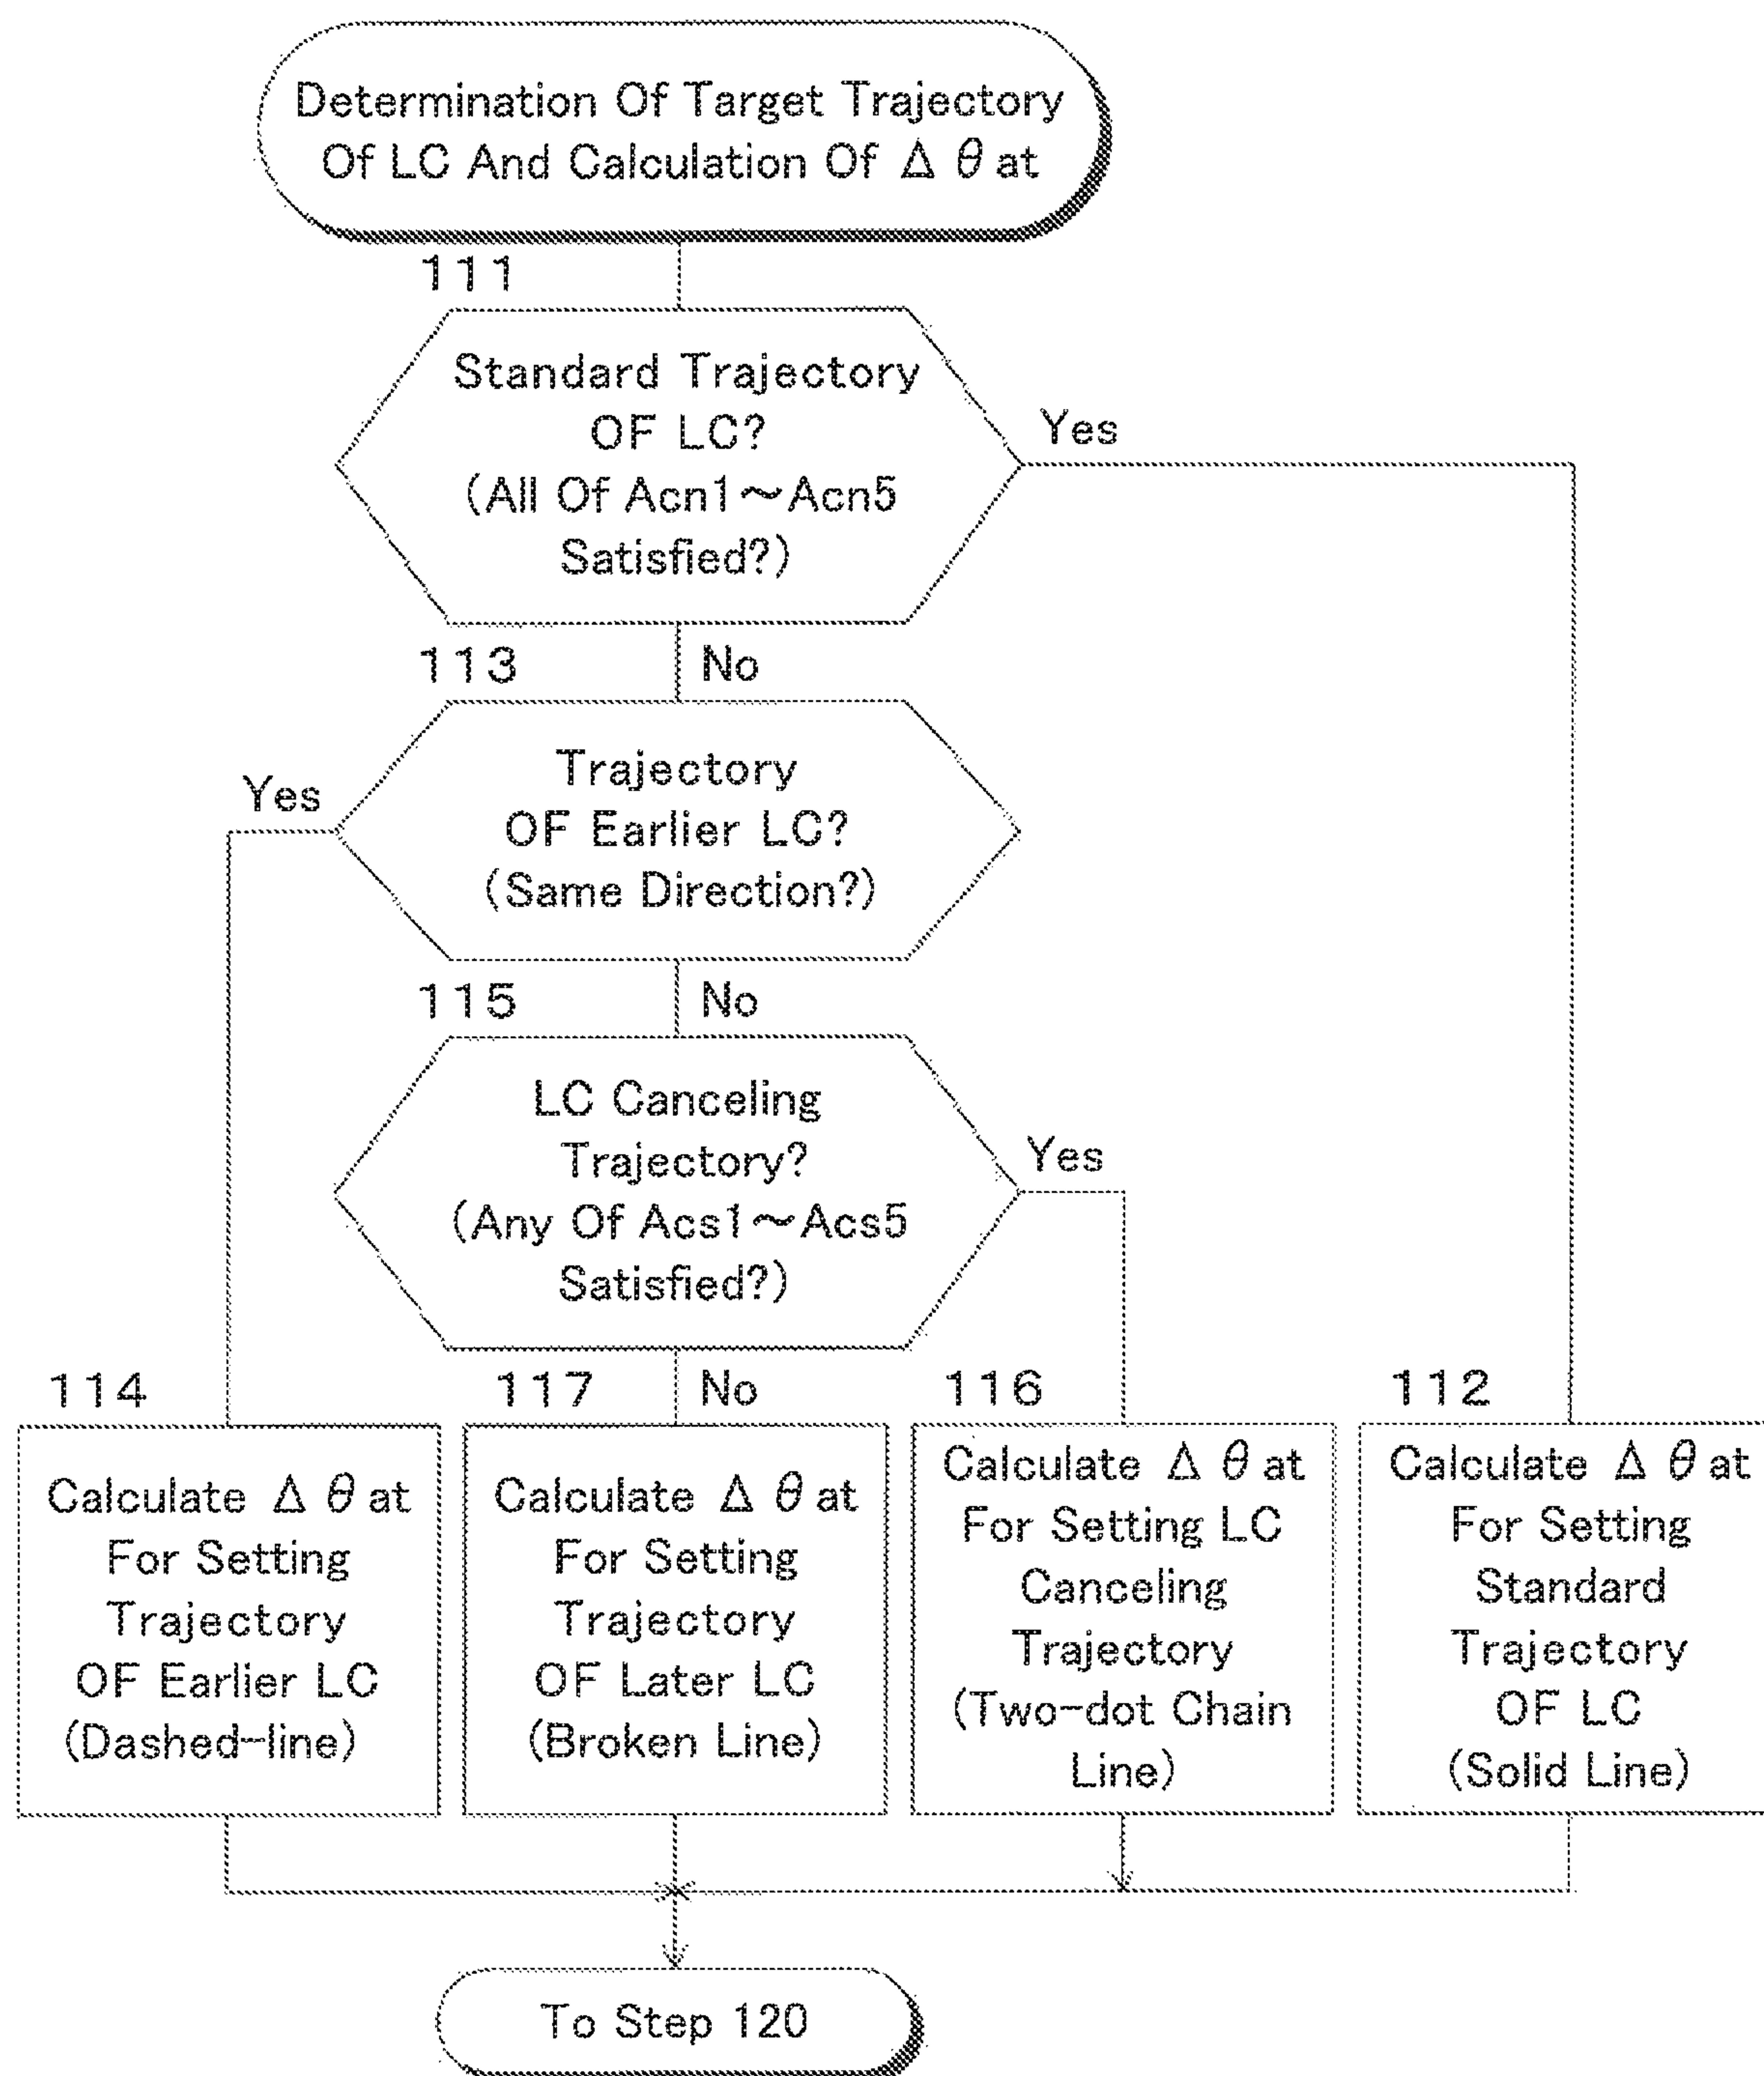 Determination Of Target Trajectory
Of LC And Calculation Of Δ θ at
111
Standard Trajectory
OF LC?
(All Of Acn1～Acn5
Satisfied?)
Yes
113
No
Trajectory
OF Earlier LC?
(Same Direction?)
Yes
115
No
LC Canceling
Trajectory?
(Any Of Acs1～Acs5
Satisfied?)
Yes
114
Calculate Δ θ at
For Setting
Trajectory
OF Earlier LC
(Dashed-line)
117
No
Calculate Δ θ at
For Setting
Trajectory
OF Later LC
(Broken Line)
116
Calculate Δ θ at
For Setting LC
Canceling
Trajectory
(Two-dot Chain
Line)
112
Calculate Δ θ at
For Setting
Standard
Trajectory
OF LC
(Solid Line)
To Step 120